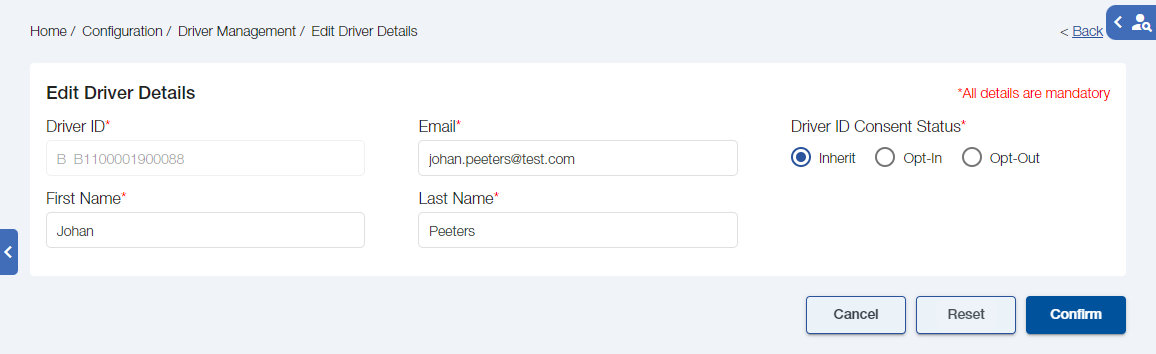 Home / Configuration / Driver Management / Edit Driver Details
< Back
Edit Driver Details
*All details are mandatory
Driver ID*
Email*
Driver ID Consent Status*
B B1100001900088
johan.peeters@test.com
Inherit
Opt-In
Opt-Out
First Name*
Last Name*
Johan
Peeters
Cancel
Reset
Confirm